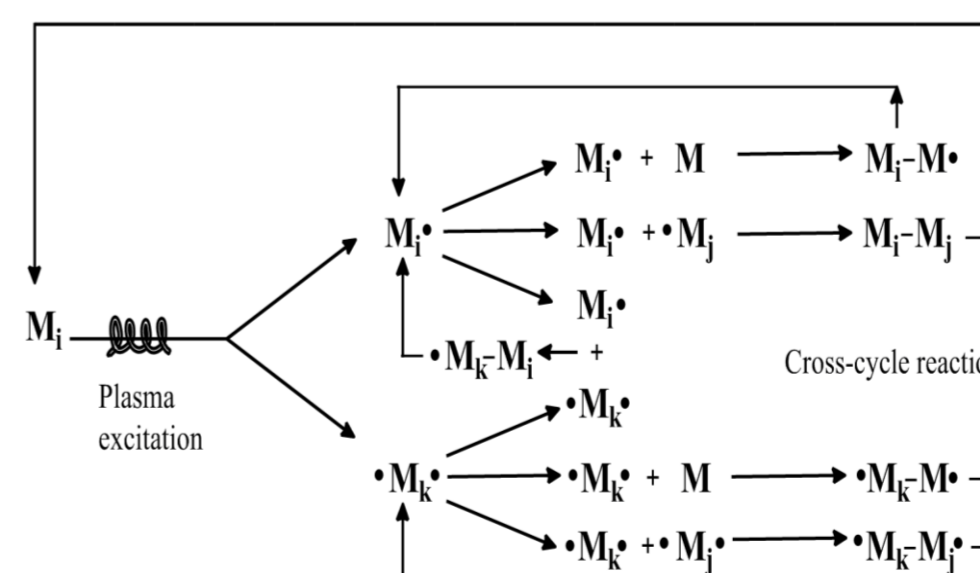 Mi• + M Mi–M•
Mi• Mi• + •Mj Mi–Mj
Mi•
Mi
•Mk–Mi +
Cross-cycle reactio
Plasma
excitation
•Mk•
•Mk• •Mk• + M •Mk–M•
•Mk• + •Mj• •Mk–Mj•